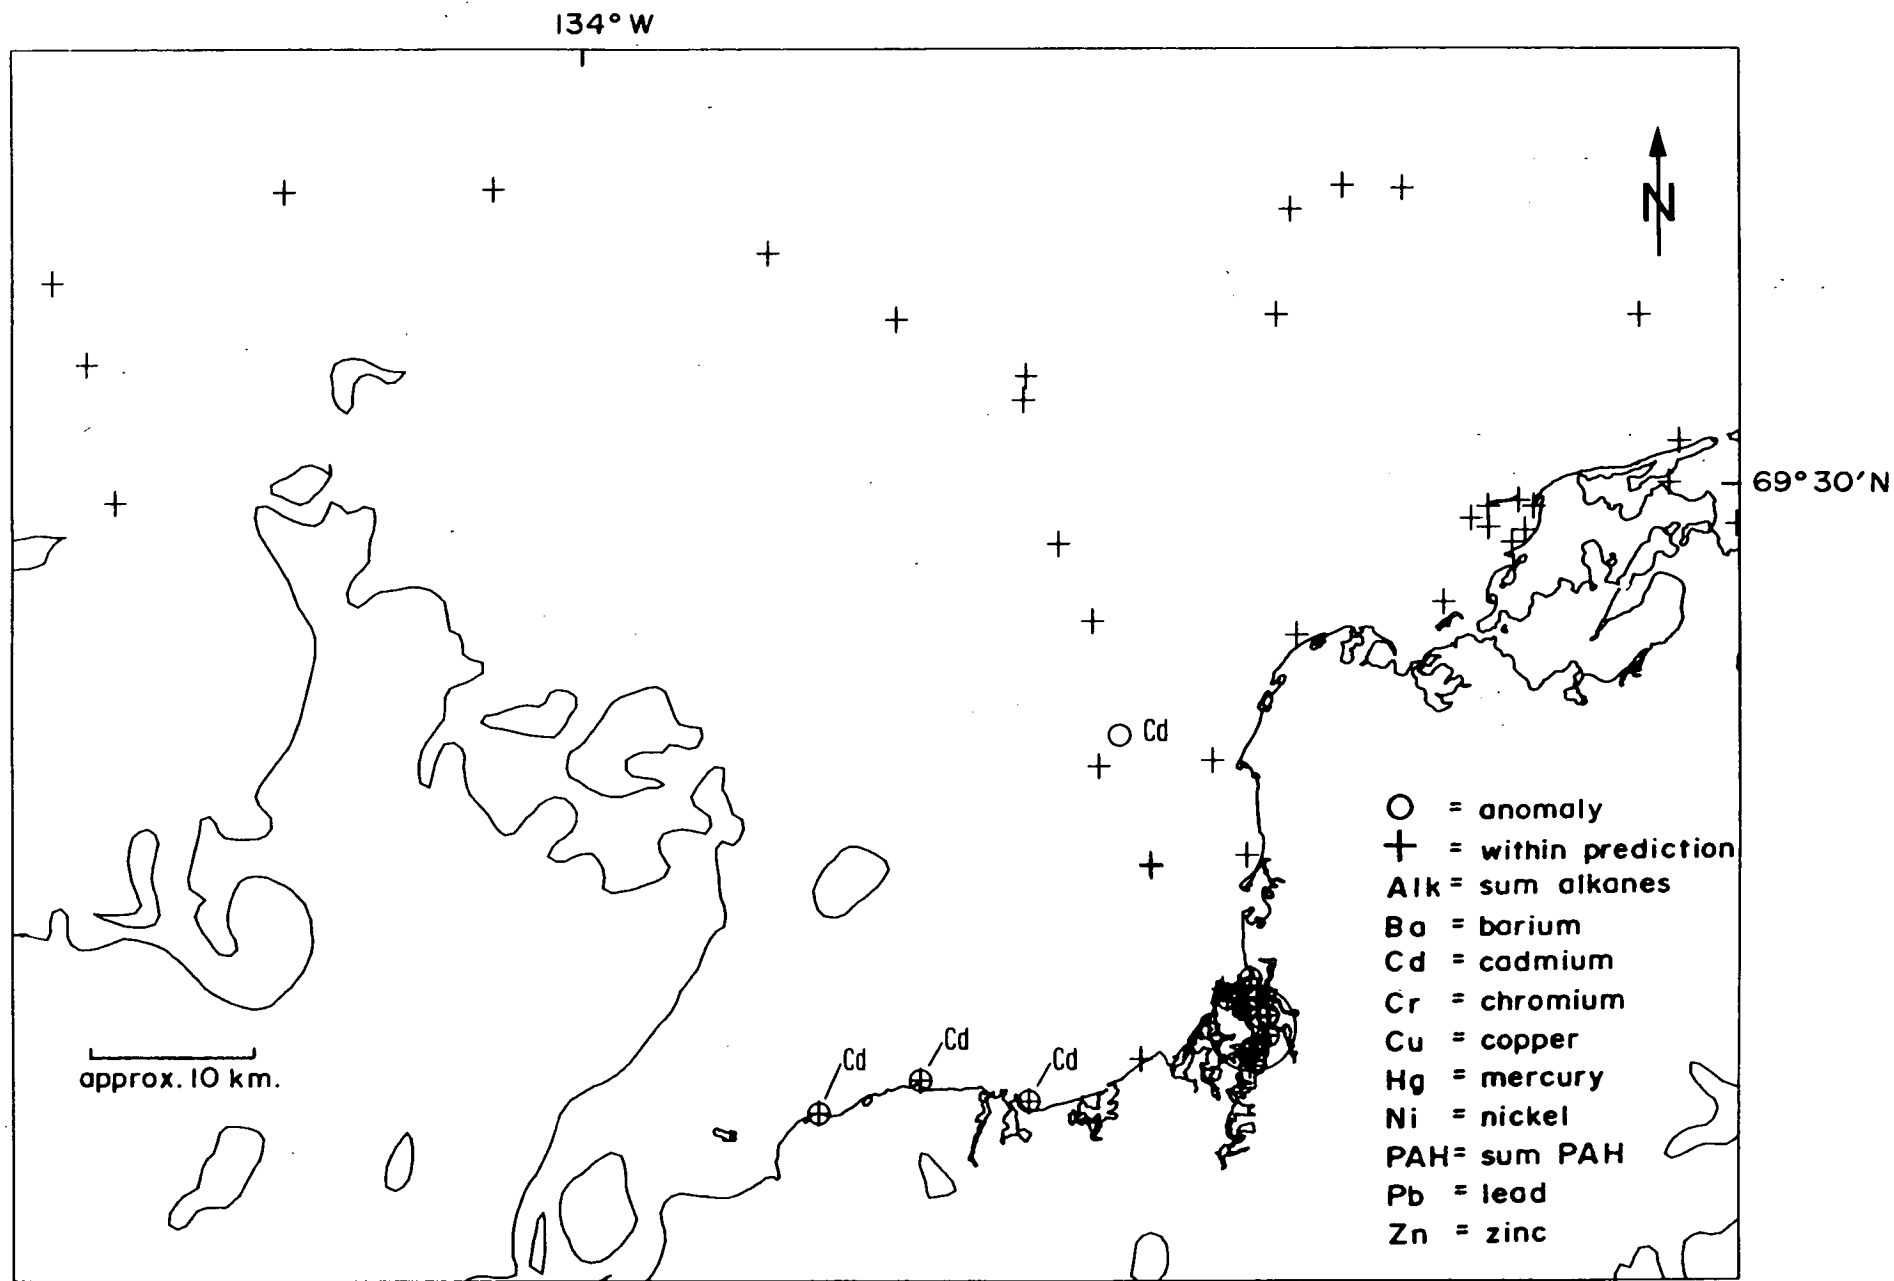 134° W
N
69° 30' N
Cd
O = anomaly
+ = within prediction
Alk = sum alkanes
Ba = barium
Cd = cadmium
Cr = chromium
Cu = copper
Hg = mercury
Ni = nickel
PAH = sum PAH
Pb = lead
Zn = zinc
Cd
Cd
Cd
approx. 10 km.